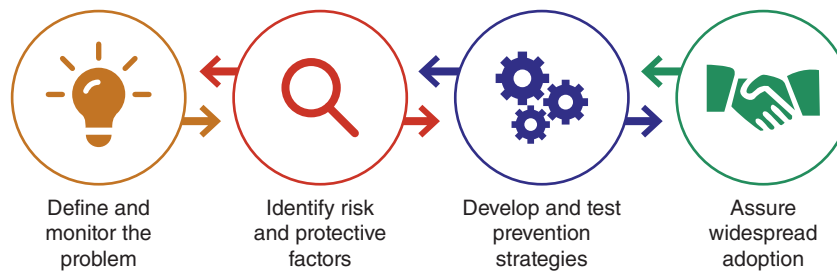 Define and
monitor the
problem
Identify risk
and protective
factors
Develop and test
prevention
strategies
Assure
widespread
adoption